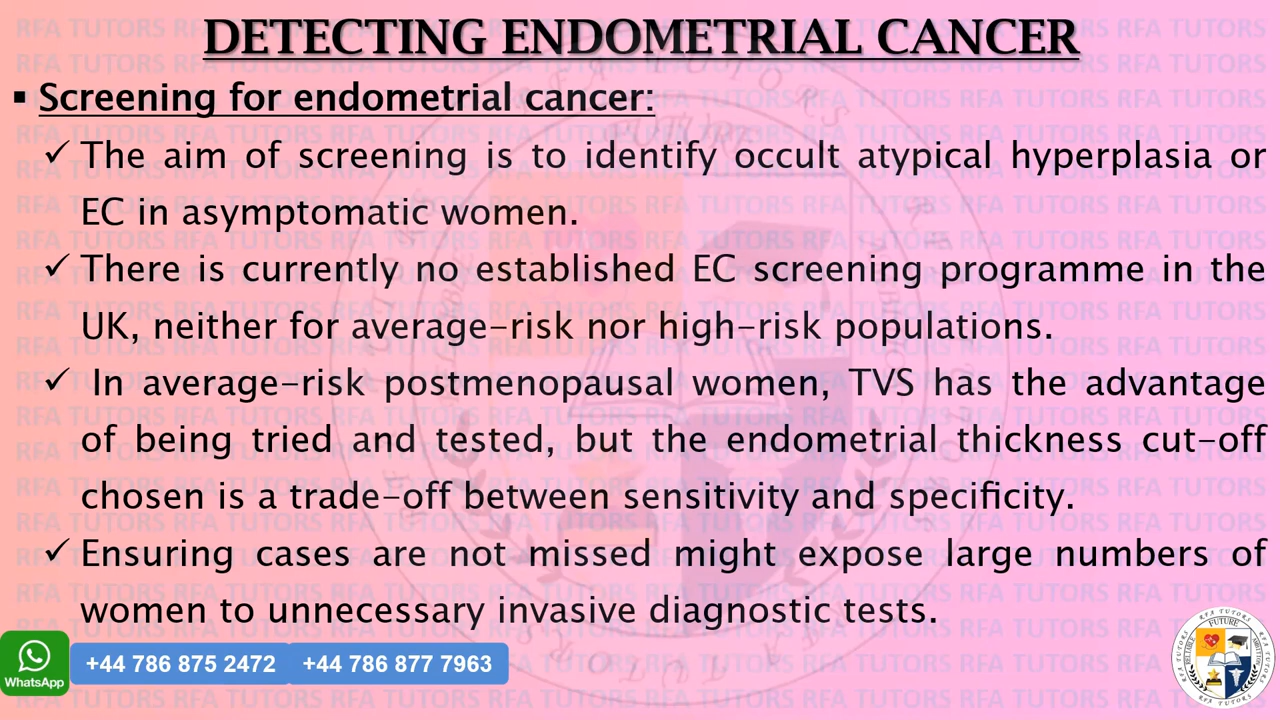 DETECTING ENDOMETRIAL CANCER
▪ Screening for endometrial cancer:
✓ The aim of screening is to identify occult atypical hyperplasia or
EC in asymptomatic women.
✓ There is currently no established EC screening programme in the
UK, neither for average-risk nor high-risk populations.
✓ In average-risk postmenopausal women, TVS has the advantage
of being tried and tested, but the endometrial thickness cut-off
chosen is a trade-off between sensitivity and specificity.
✓ Ensuring cases are not missed might expose large numbers of
women to unnecessary invasive diagnostic tests.
WhatsApp
+44 786 875 2472 +44 786 877 7963
RFA TUTORS
FUTURE